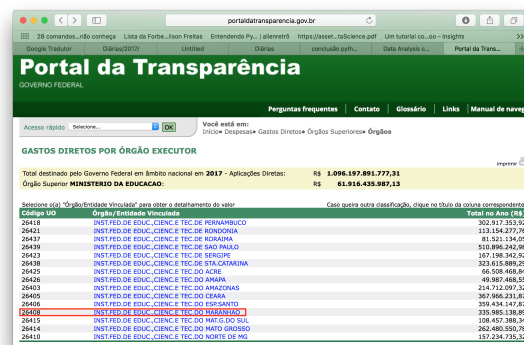 portaldatransparencia.gov.br
28 comandos...não conheça Lista da Forbe...ilson Freitas Entendendo Py... | allenretrô https://asset...taScience.pdf Um tutorial co...oo – Insights
Google Tradutor Diárias/2017/ Untitled Diárias conclusão pyth... Data Analysis c... Portal da Trans...
Portal da Transparência
GOVERNO FEDERAL
Perguntas frequentes Contato Glossário Links Manual de naveg
Acesso rápido Selecione... OK
Você está em:
Início» Despesas» Gastos Diretos» Órgãos Superiores» Órgãos
GASTOS DIRETOS POR ÓRGÃO EXECUTOR
imprimir
Total destinado pelo Governo Federal em âmbito nacional em 2017 - Aplicações Diretas: R$ 1.096.197.891.777,31
Órgão Superior MINISTERIO DA EDUCACAO: R$ 61.916.435.987,13
Selecione o(a) "Órgão/Entidade Vinculada" para obter o detalhamento do valor Caso queira outra classificação, clique no título da coluna correspondente
Código UO Órgão/Entidade Vinculada Total no Ano (R$)
26418 INST.FED.DE EDUC.,CIENC.E TEC.DE PERNAMBUCO 302.917.353,9
26421 INST.FED.DE EDUC.,CIENC.E TEC.DE RONDONIA 113.154.277,76
26437 INST.FED.DE EDUC.,CIENC.E TEC.DE RORAIMA 81.521.134,05
26439 INST.FED.DE EDUC.,CIENC.E TEC.DE SAO PAULO 510.896.242,98
26423 INST.FED.DE EDUC.,CIENC.E TEC.DE SERGIPE 167.198.342,92
26438 INST.FED.DE EDUC.,CIENC.E TEC.DE STA.CATARINA 323.615.889,29
26425 INST.FED.DE EDUC.,CIENC.E TEC.DO ACRE 66.508.468,84
26426 INST.FED.DE EDUC.,CIENC.E TEC.DO AMAPA 49.987.468,55
26403 INST.FED.DE EDUC.,CIENC.E TEC.DO AMAZONAS 214.712.097,32
26405 INST.FED.DE EDUC.,CIENC.E TEC.DO CEARA 367.966.231,87
26406 INST.FED.DE EDUC.,CIENC.E TEC.DO ESP.SANTO 359.434.147,87
26408 INST.FED.DE EDUC.,CIENC.E TEC.DO MARANHAO 335.985.138,89
26415 INST.FED.DE EDUC.,CIENC.E TEC.DO MAT.G.DO SUL 108.457.388,34
26414 INST.FED.DE EDUC.,CIENC.E TEC.DO MATO GROSSO 262.480.550,78
26410 INST.FED.DE EDUC.,CIENC.E TEC.DO NORTE DE MG 157.234.735,32